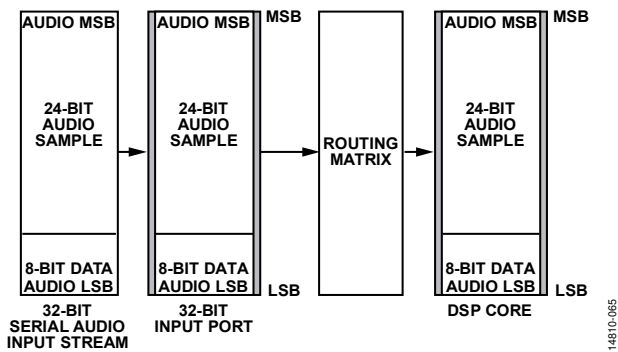 AUDIO MSB
24-BIT
AUDIO
SAMPLE
8-BIT DATA
AUDIO LSB
32-BIT
SERIAL AUDIO
INPUT STREAM
AUDIO MSB
MSB
24-BIT
AUDIO
SAMPLE
8-BIT DATA
AUDIO LSB
LSB
32-BIT
INPUT PORT
ROUTING
MATRIX
AUDIO MSB
MSB
24-BIT
AUDIO
SAMPLE
8-BIT DATA
AUDIO LSB
LSB
DSP CORE
14810-065